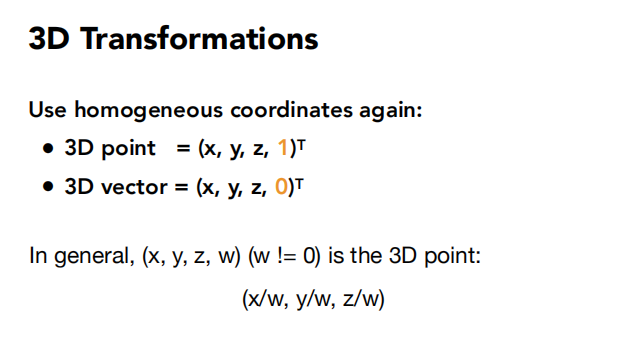 3D Transformations
Use homogeneous coordinates again:
• 3D point = (x, y, z, 1)ᵀ
• 3D vector = (x, y, z, 0)ᵀ
In general, (x, y, z, w) (w != 0) is the 3D point:
(x/w, y/w, z/w)